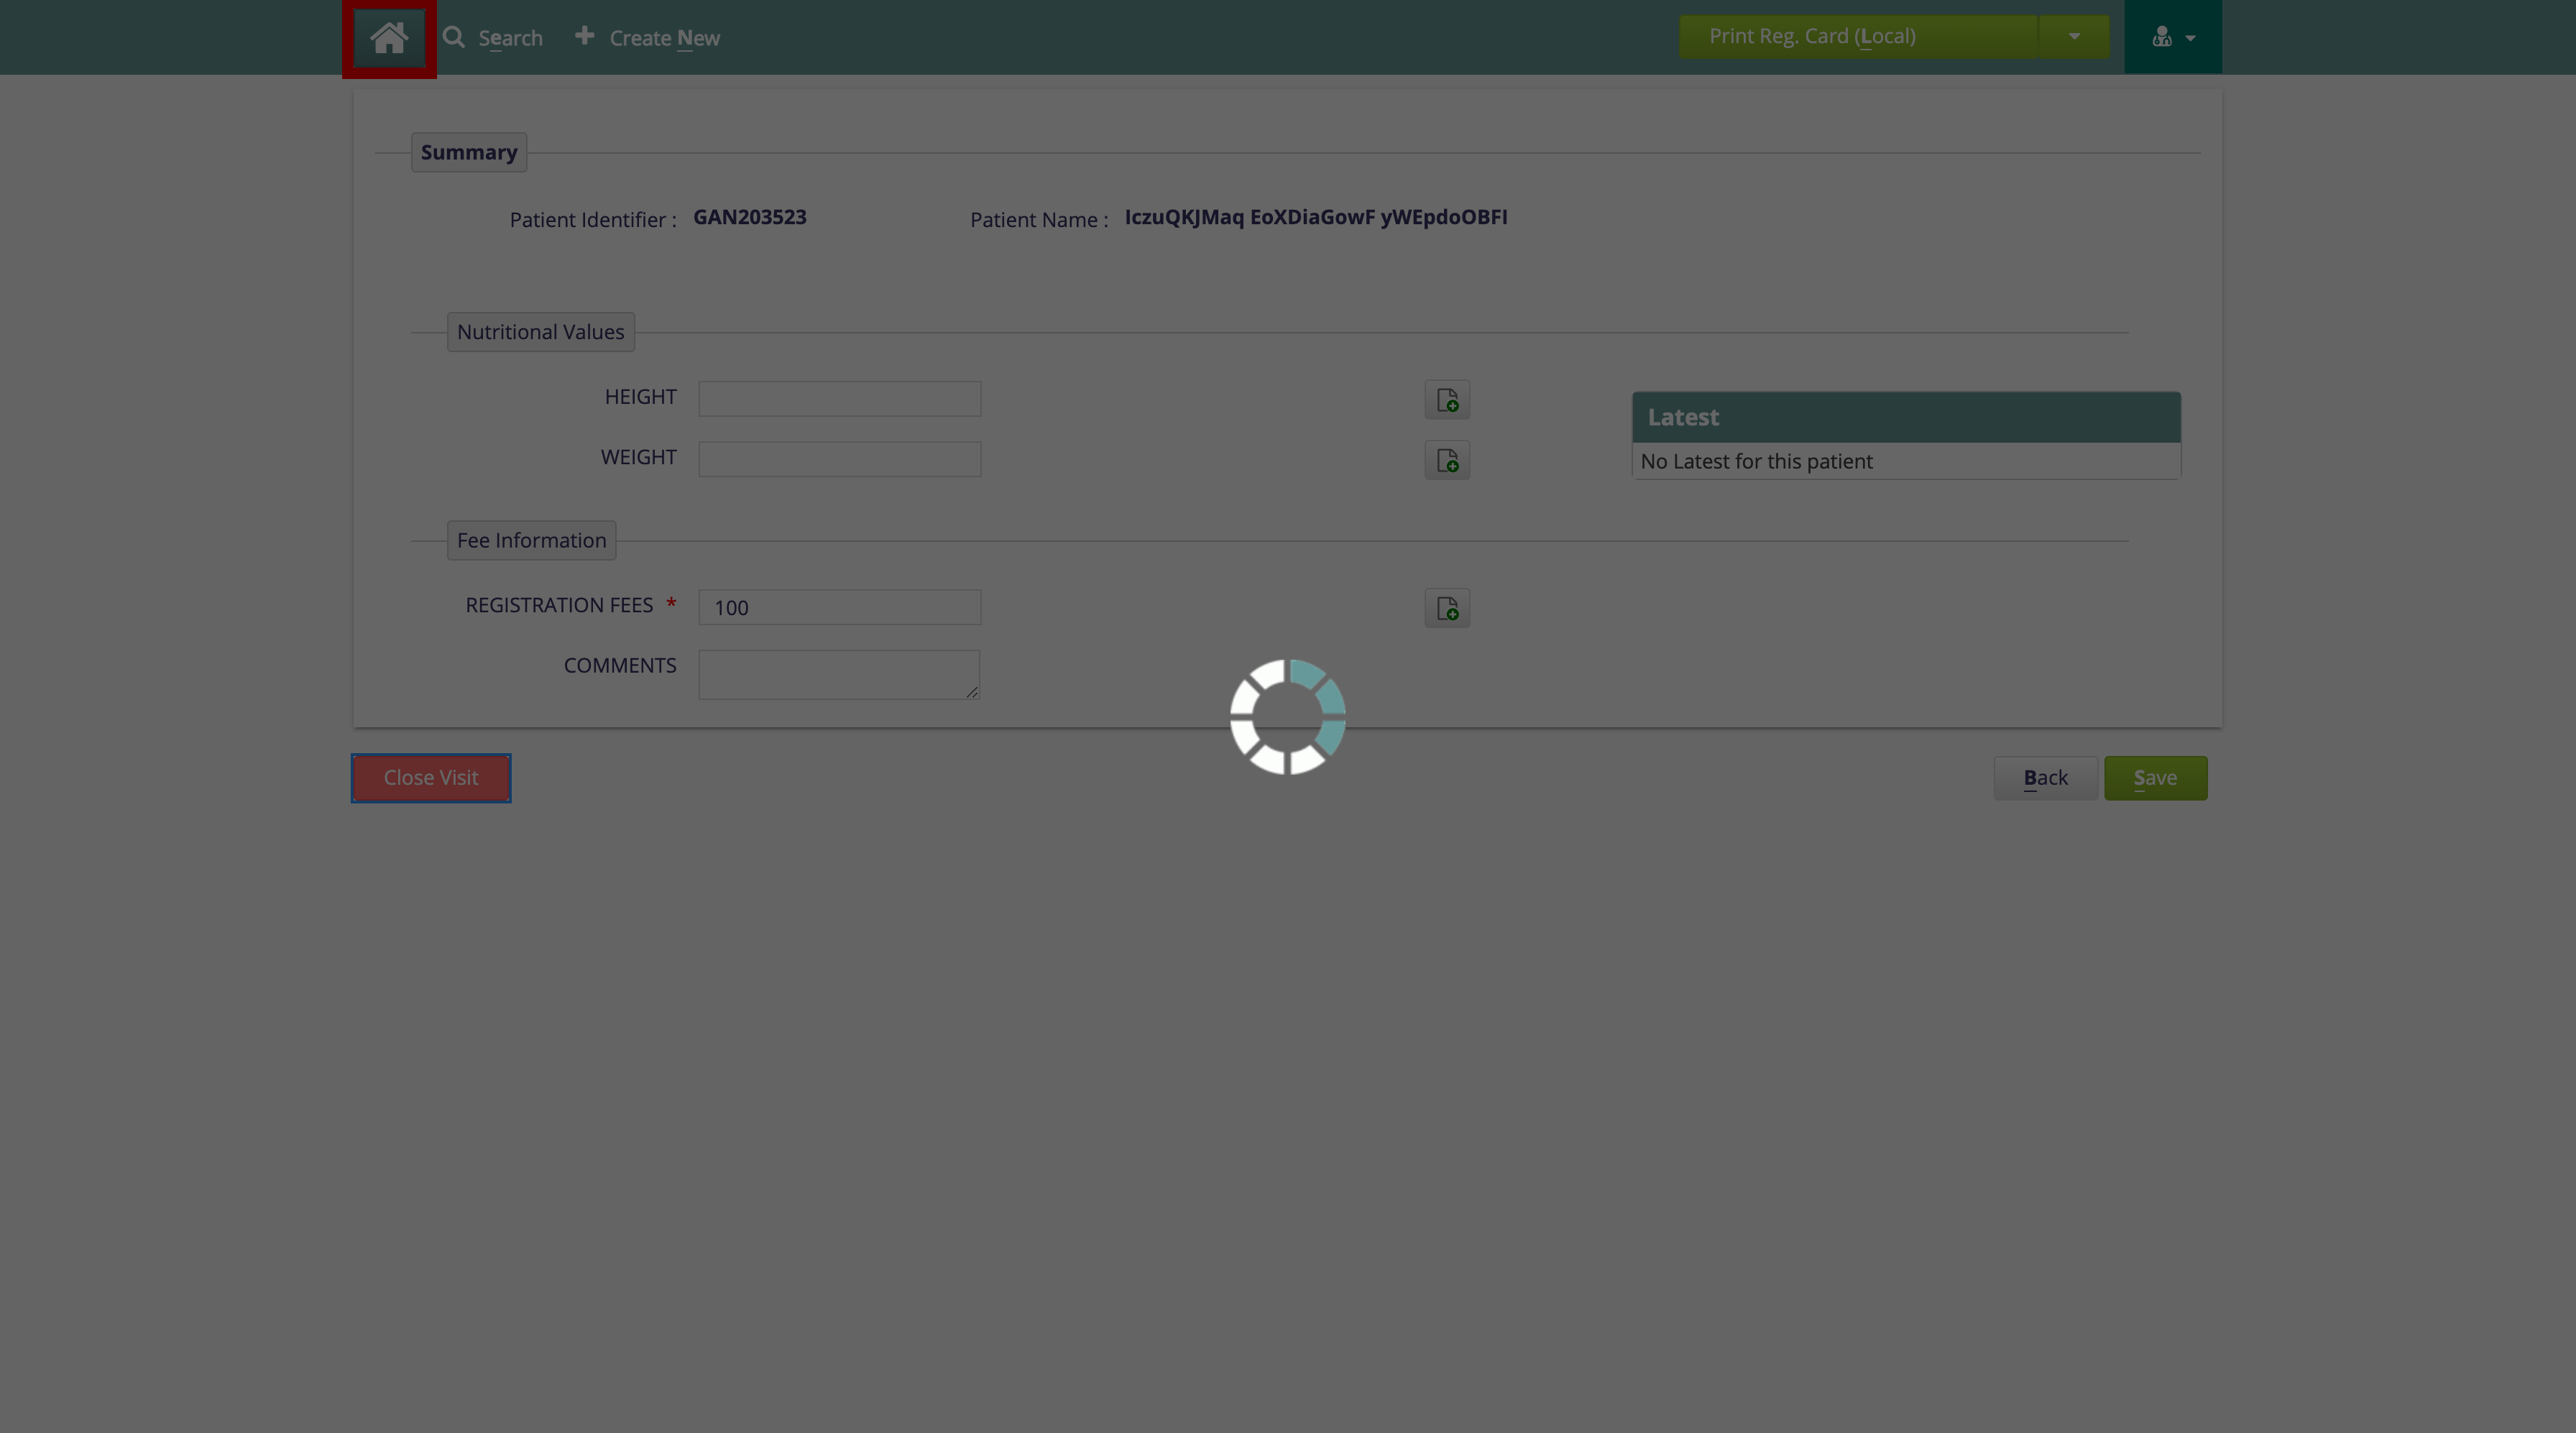 Search Create New Print Reg. Card (Local)
Summary
Patient Identifier : GAN203523 Patient Name : IczuQKJMaq EoXDiaGowF yWEpdoOBFI
Nutritional Values
HEIGHT
Latest
WEIGHT
No Latest for this patient
Fee Information
REGISTRATION FEES * 100
COMMENTS
Close Visit Back Save